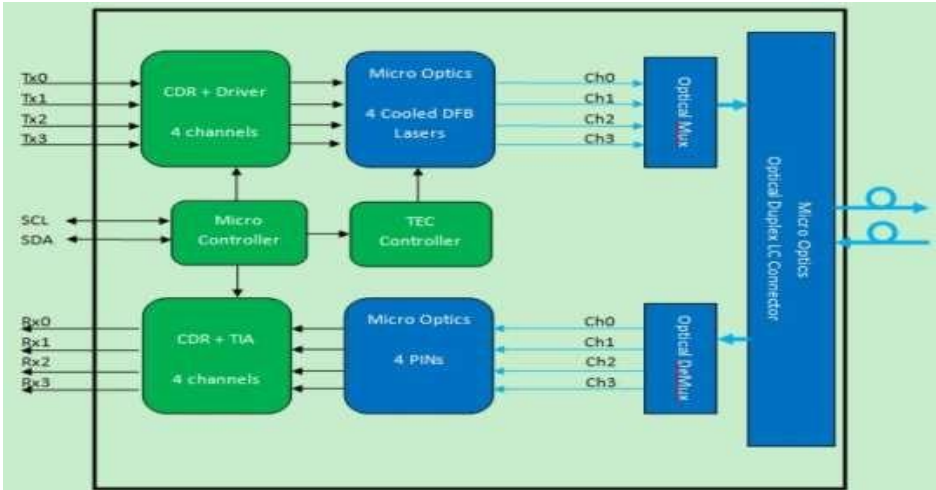 Tx0
Tx1
Tx2
Tx3
CDR + Driver
4 channels
Micro Optics
4 Cooled DFB
Lasers
Ch0
Ch1
Ch2
Ch3
Optical Mux
SCL
SDA
Micro
Controller
TEC
Controller
Micro Optics
Optical Duplex LC Connector
Rx0
Rx1
Rx2
Rx3
CDR + TIA
4 channels
Micro Optics
4 PINs
Ch0
Ch1
Ch2
Ch3
Optical DeMux